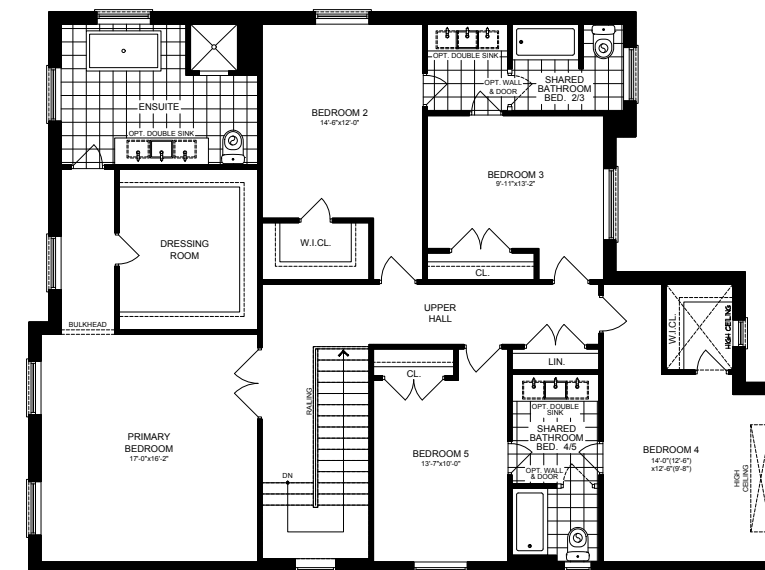 OPT. DOUBLE SINK
OPT. WALL
& DOOR
SHARED
BATHROOM
BED. 2/3
ENSUITE
OPT. DOUBLE SINK
BEDROOM 2
14'-6"x12'-0"
BEDROOM 3
9'-11"x13'-2"
DRESSING
ROOM
W.I.CL.
CL.
UPPER
HALL
BULKHEAD
W.I.CL.
HIGH CEILING
LIN.
CL.
RAILING
OPT. DOUBLE
SINK
SHARED
BATHROOM
BED. 4/5
OPT. WALL
& DOOR
PRIMARY
BEDROOM
17'-0"x16'-2"
DN
BEDROOM 5
13'-7"x10'-0"
BEDROOM 4
14'-0"(12'-6")
x12'-6"(9'-8")
HIGH
CEILING